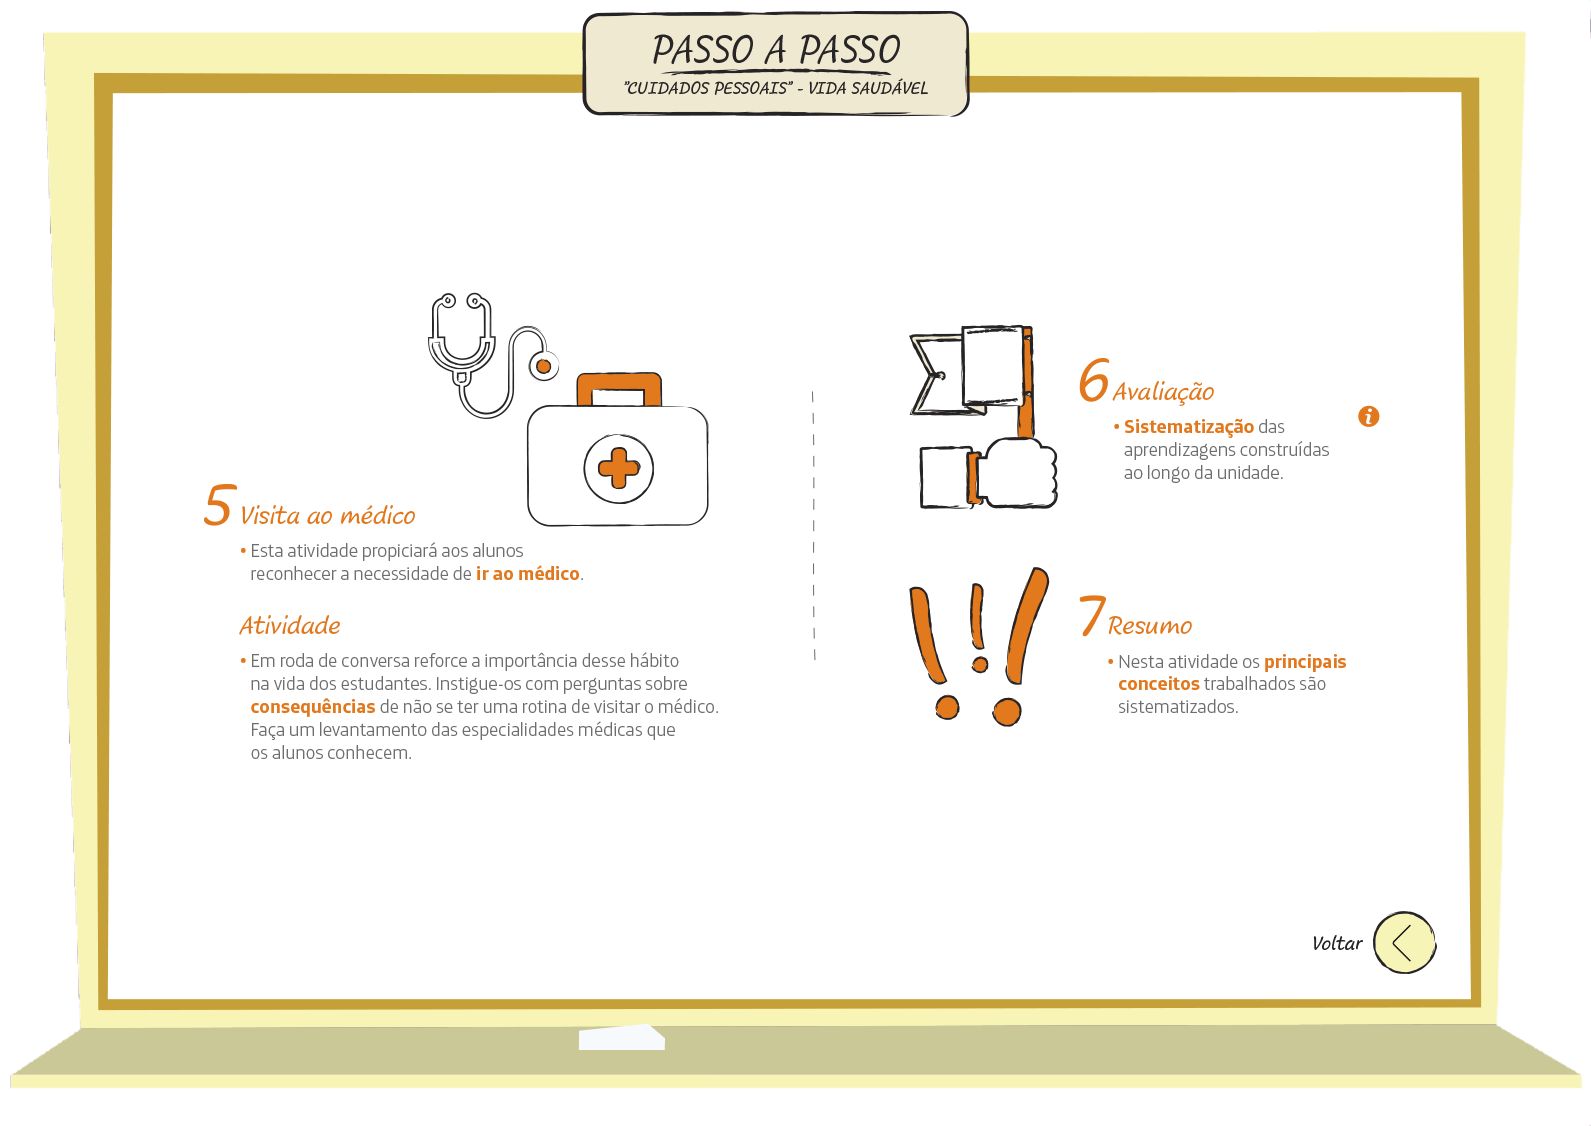 PASSO A PASSO
"CUIDADOS PESSOAIS" - VIDA SAUDÁVEL
5 Visita ao médico
• Esta atividade propiciará aos alunos
reconhecer a necessidade de ir ao médico.
Atividade
• Em roda de conversa reforce a importância desse hábito
na vida dos estudantes. Instigue-os com perguntas sobre
consequências de não se ter uma rotina de visitar o médico.
Faça um levantamento das especialidades médicas que
os alunos conhecem.
6 Avaliação
• Sistematização das
aprendizagens construídas
ao longo da unidade.
i
7 Resumo
• Nesta atividade os principais
conceitos trabalhados são
sistematizados.
Voltar